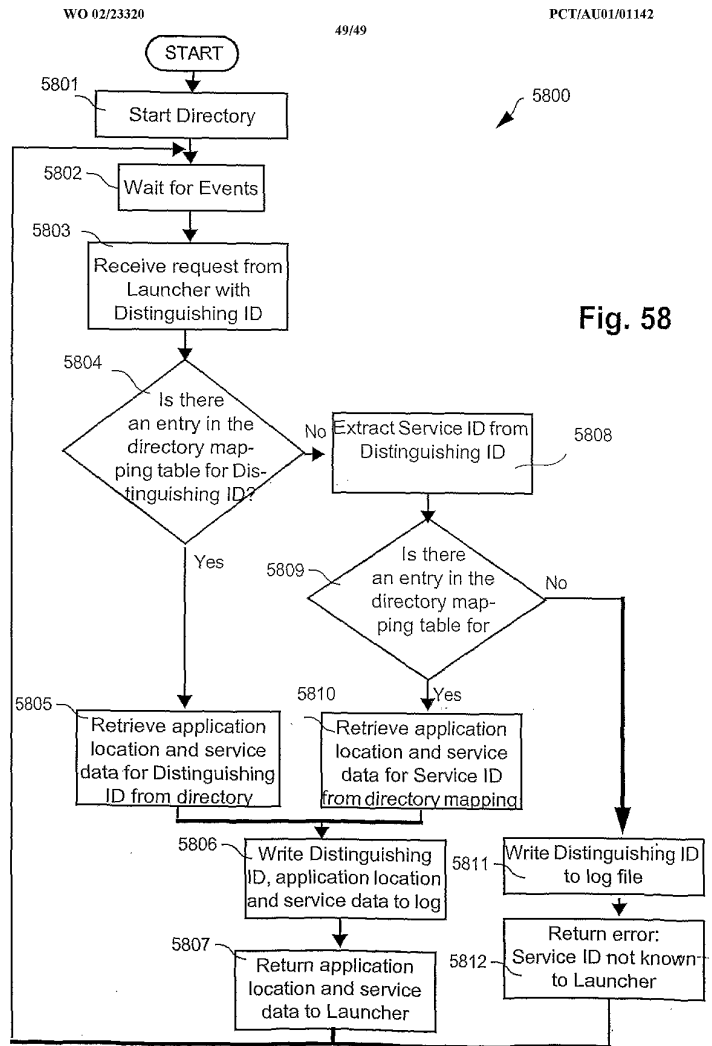 WO 02/23320
PCT/AU01/01142
49/49
START
5801
Start Directory
5800
5802
Wait for Events
5803
Receive request from
Launcher with
Distinguishing ID
Fig. 58
5804
Is there
an entry in the
directory map-
ping table for Dis-
tinguishing ID?
No
Extract Service ID from
Distinguishing ID
5808
Yes
5809
Is there
an entry in the
directory map-
ping table for
No
Yes
5805
Retrieve application
location and service
data for Distinguishing
ID from directory
5810
Retrieve application
location and service
data for Service ID
from directory mapping
5806
Write Distinguishing
ID, application location
and service data to log
5811
Write Distinguishing ID
to log file
5807
Return application
location and service
data to Launcher
5812
Return error:
Service ID not known
to Launcher